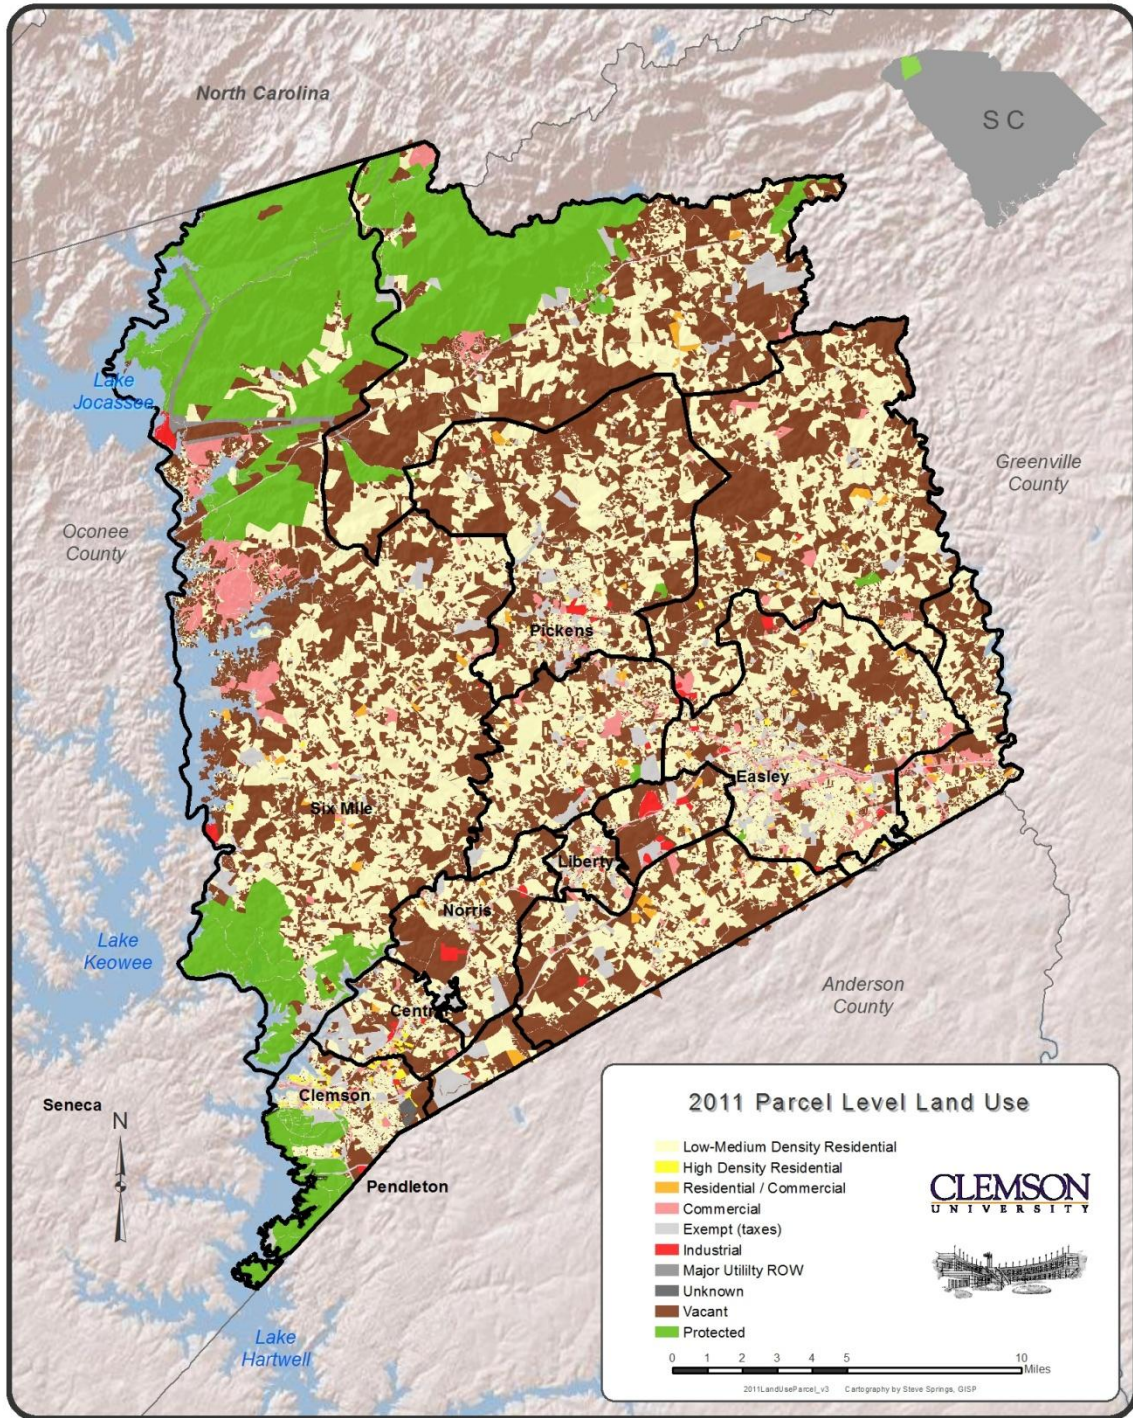 North Carolina
SC
Lake
Jocassee
Greenville
County
Oconee
County
Pickens
Easley
Six Mile
Liberty
Norris
Lake
Keowee
Anderson
County
Central
Clemson
Seneca
N
Pendleton
Lake
Hartwell
2011 Parcel Level Land Use
Low-Medium Density Residential
High Density Residential
Residential / Commercial
Commercial
Exempt (taxes)
Industrial
Major Utililty ROW
Unknown
Vacant
Protected
CLEMSON
UNIVERSITY
0 1 2 3 4 5 10
Miles
2011LandUseParcel_v3 Cartography by Steve Springs, GISP